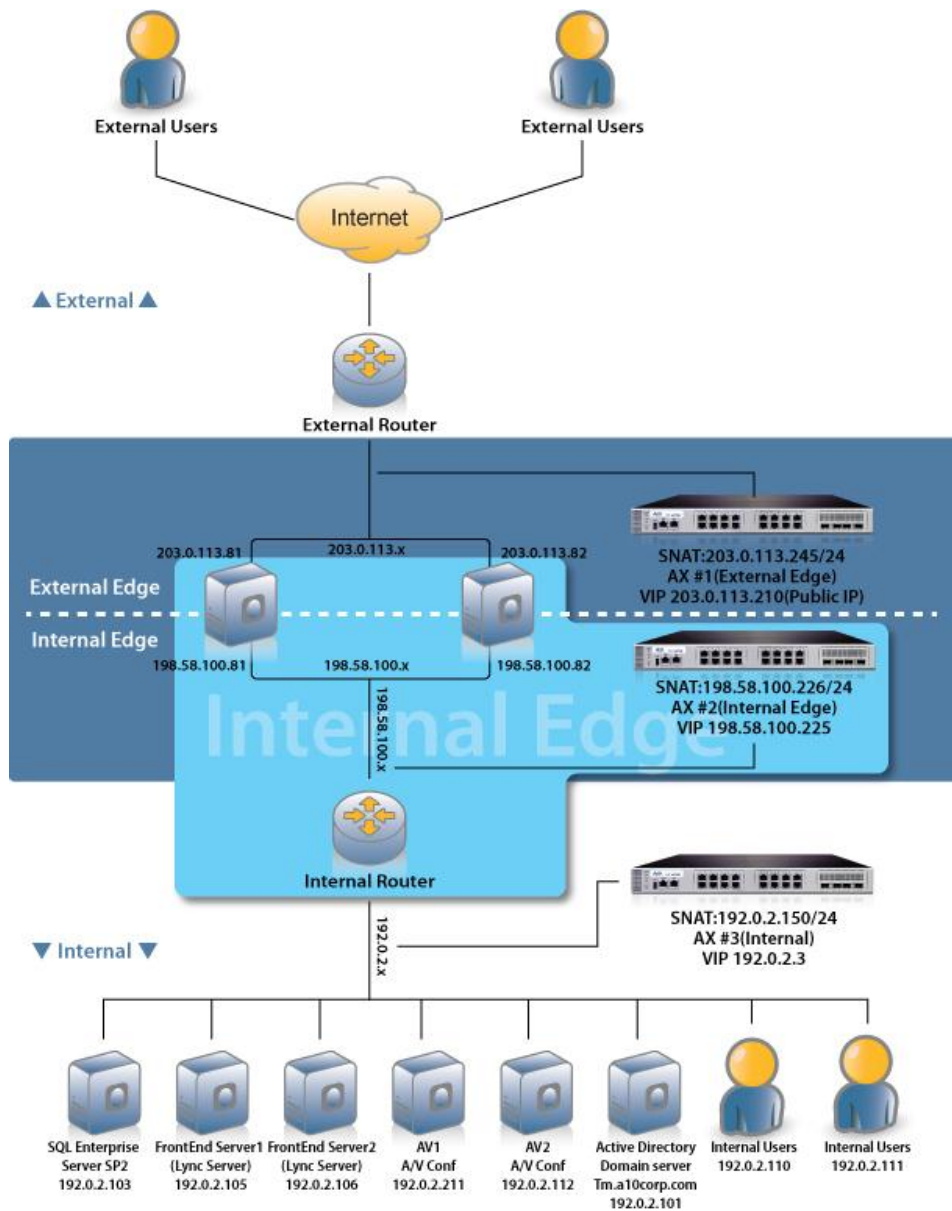 External Users
External Users
Internet
▲ External ▲
External Router
203.0.113.81
203.0.113.x
203.0.113.82
SNAT:203.0.113.245/24
AX #1(External Edge)
VIP 203.0.113.210(Public IP)
External Edge
Internal Edge
198.58.100.81
198.58.100.x
198.58.100.82
SNAT:198.58.100.226/24
AX #2(Internal Edge)
VIP 198.58.100.225
198.58.100.x
Internal Edge
Internal Router
SNAT:192.0.2.150/24
AX #3(Internal)
VIP 192.0.2.3
192.0.2.x
▼ Internal ▼
SQL Enterprise
Server SP2
192.0.2.103
FrontEnd Server1
(Lync Server)
192.0.2.105
FrontEnd Server2
(Lync Server)
192.0.2.106
AV1
A/V Conf
192.0.2.211
AV2
A/V Conf
192.0.2.112
Active Directory
Domain server
Tm.a10corp.com
192.0.2.101
Internal Users
192.0.2.110
Internal Users
192.0.2.111